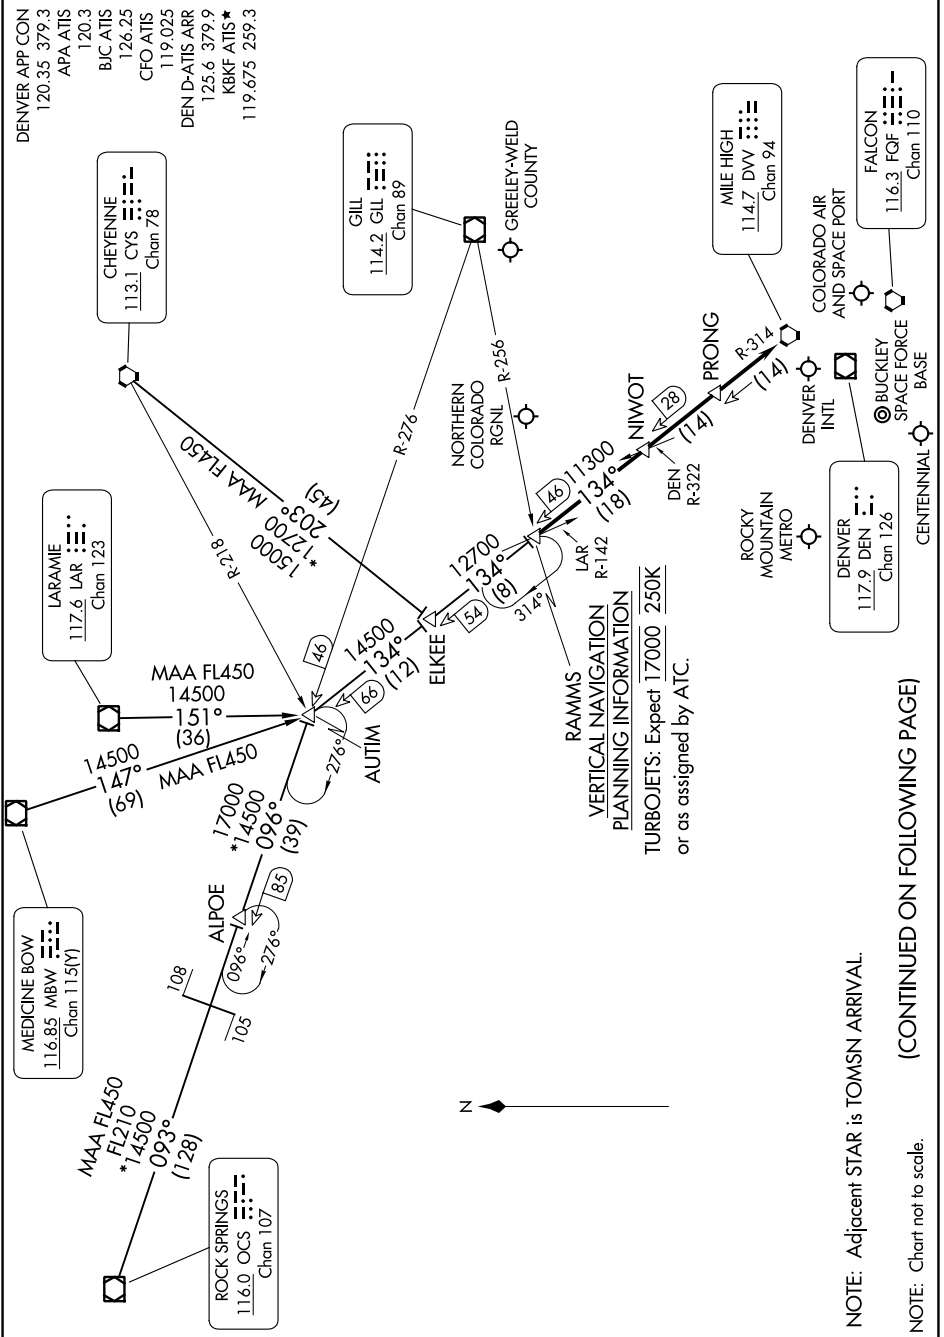 DENVER APP CON
120.35 379.3
APA ATIS
120.3
BJC ATIS
126.25
CFO ATIS
119.025
DEN D-ATIS ARR
125.6 379.9
KBKF ATIS★
119.675 259.3
CHEYENNE
113.1 CYS
Chan 78
GILL
114.2 GLL
Chan 89
GREELEY-WELD
COUNTY
MILE HIGH
114.7 DVV
Chan 94
FALCON
116.3 FQF
Chan 110
COLORADO AIR
AND SPACE PORT
BUCKLEY
SPACE FORCE
BASE
DENVER
INTL
CENTENNIAL
DENVER
117.9 DEN
Chan 126
ROCKY
MOUNTAIN
METRO
NORTHERN
COLORADO
RGNL
LARAMIE
117.6 LAR
Chan 123
MEDICINE BOW
116.85 MBW
Chan 115(Y)
ROCK SPRINGS
116.0 OCS
Chan 107
MAA FL450
FL210
*14500
093°
(128)
108
105
ALPOE
096°
276°
85
17000
*14500
096°
(39)
14500
147°
(69)
MAA FL450
MAA FL450
14500
151°
(36)
R-218
R-276
R-256
MAA FL450
15000
*12700
203°
(45)
AUTIM
276°
46
66
14500
134°
(12)
ELKEE
54
12700
134°
(8)
314°
RAMMS
46
LAR
R-142
11300
134°
(18)
NIWOT
DEN
R-322
28
(14)
PRONG
R-314
(14)
VERTICAL NAVIGATION
PLANNING INFORMATION
TURBOJETS: Expect 17000 250K
or as assigned by ATC.
N
NOTE: Adjacent STAR is TOMSN ARRIVAL.
(CONTINUED ON FOLLOWING PAGE)
NOTE: Chart not to scale.